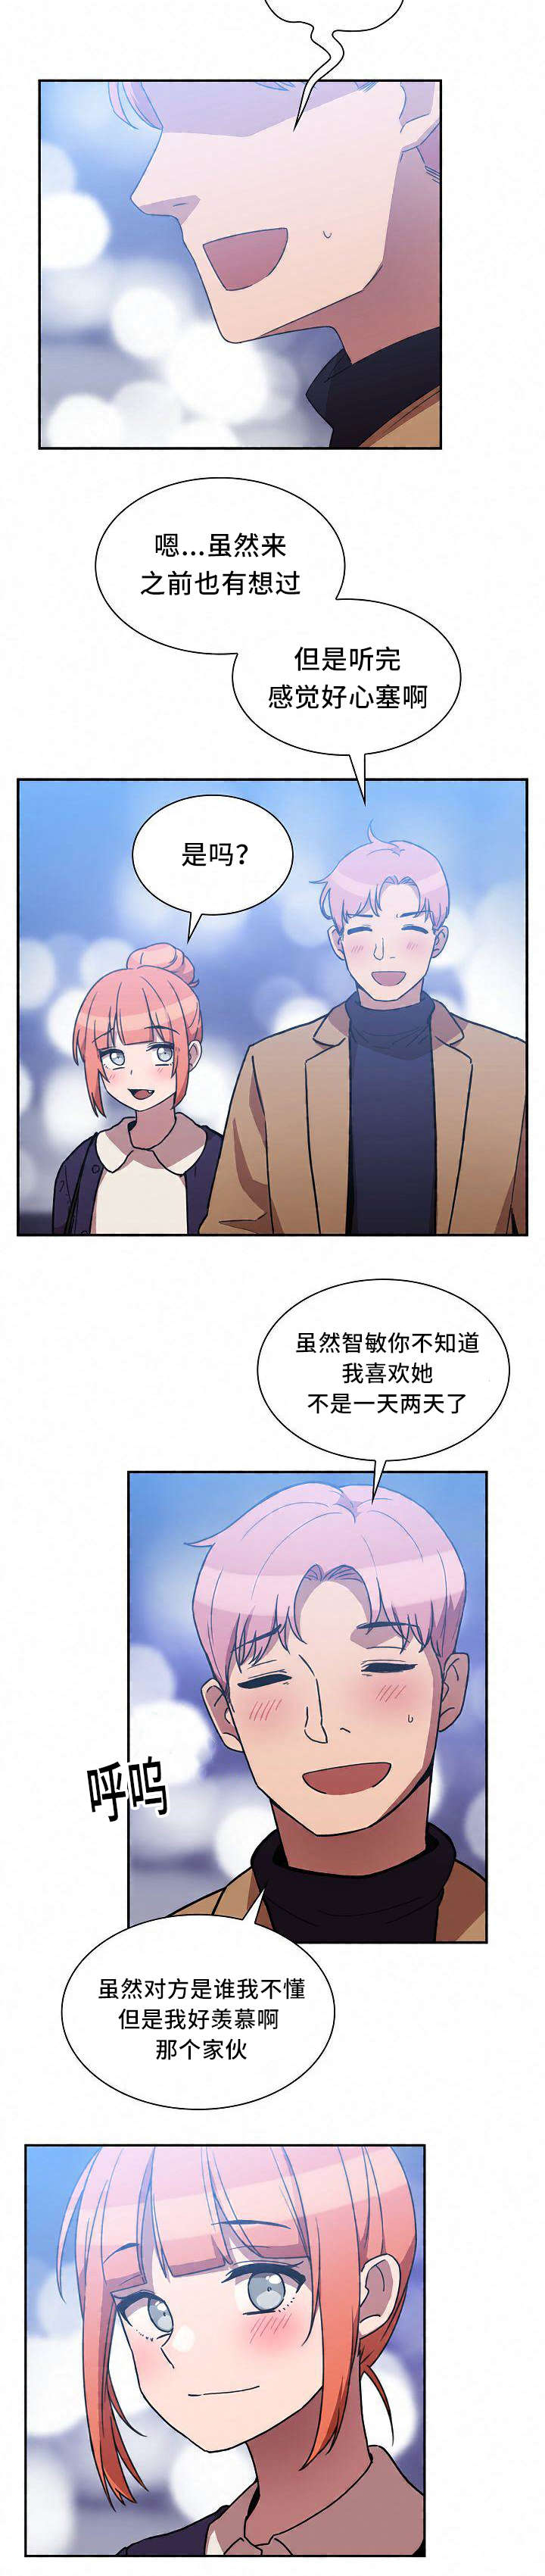 嗯...虽然来
之前也有想过
但是听完
感觉好心塞啊
是吗？
虽然智敏你不知道
我喜欢她
不是一天两天了
呼呜
虽然对方是谁我不懂
但是我好羡慕啊
那个家伙